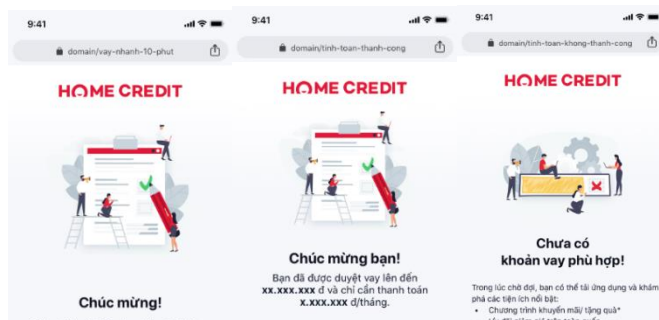 9:41
domain/vay-nhanh-10-phut
HOME CREDIT
Chúc mừng!
9:41
domain/tinh-toan-thanh-cong
HOME CREDIT
Chúc mừng bạn!
Bạn đã được duyệt vay lên đến
xx.xxx.xxx đ và chỉ cần thanh toán
x.xxx.xxx đ/tháng.
9:41
domain/tinh-toan-khong-thanh-cong
HOME CREDIT
Chưa có
khoản vay phù hợp!
Trong lúc chờ đợi, bạn có thể tải ứng dụng và khám
phá các tiện ích nổi bật:
• Chương trình khuyến mãi/ tặng quà*